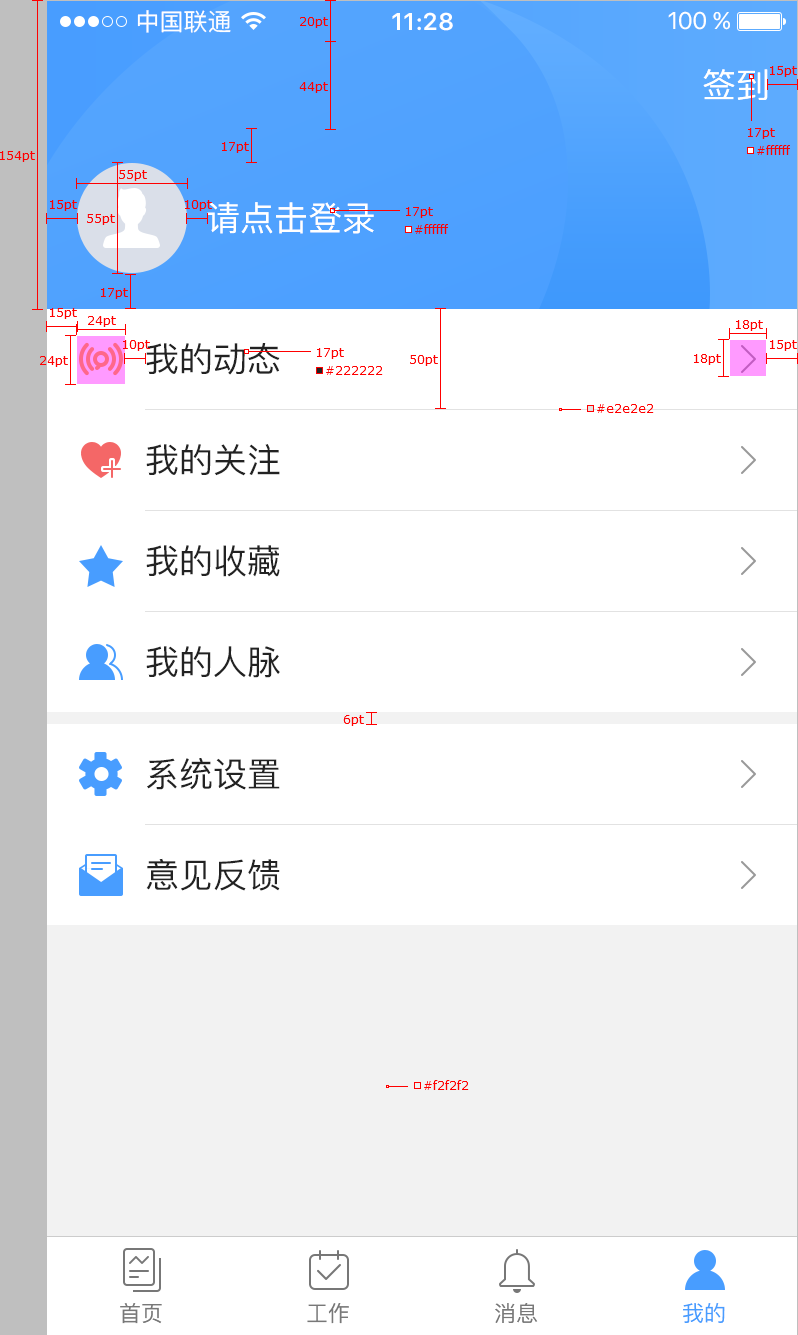 中国联通 11:28 100 %
20pt
签到
15pt
44pt
17pt
#ffffff
17pt
154pt
55pt
15pt
55pt
10pt
请点击登录
17pt
#ffffff
17pt
15pt
24pt
24pt
10pt
我的动态
17pt
#222222
50pt
18pt
18pt
15pt
#e2e2e2
我的关注
我的收藏
我的人脉
6pt
系统设置
意见反馈
#f2f2f2
首页 工作 消息 我的